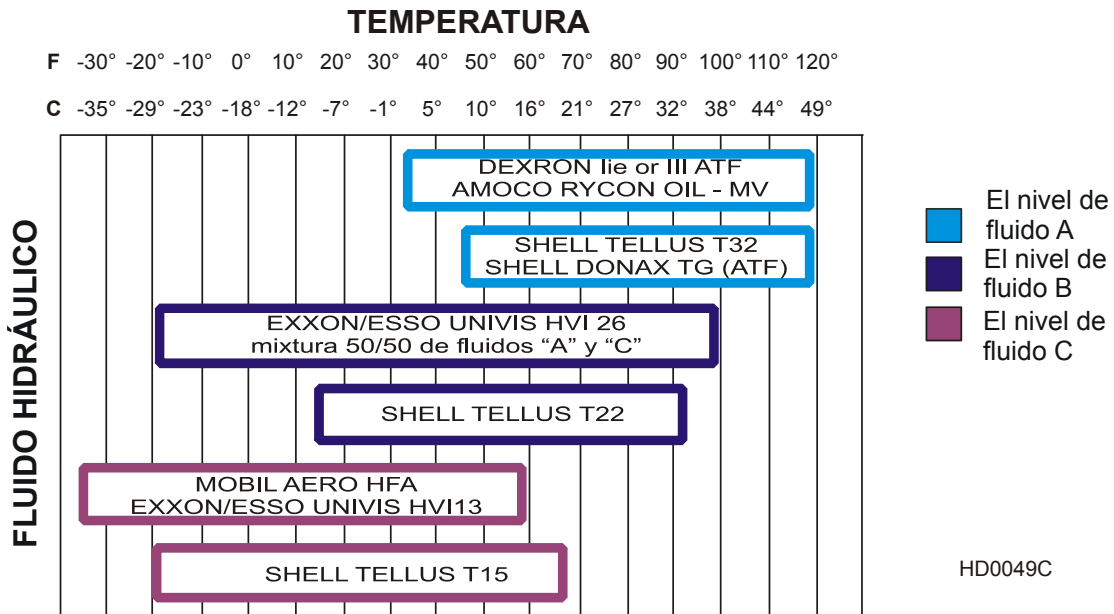 TEMPERATURA
F -30° -20° -10° 0° 10° 20° 30° 40° 50° 60° 70° 80° 90° 100° 110° 120°
C -35° -29° -23° -18° -12° -7° -1° 5° 10° 16° 21° 27° 32° 38° 44° 49°
FLUIDO HIDRÁULICO
DEXRON Iie or III ATF
AMOCO RYCON OIL - MV
SHELL TELLUS T32
SHELL DONAX TG (ATF)
EXXON/ESSO UNIVIS HVI 26
mixtura 50/50 de fluidos “A” y “C”
SHELL TELLUS T22
MOBIL AERO HFA
EXXON/ESSO UNIVIS HVI13
SHELL TELLUS T15
El nivel de
fluido A
El nivel de
fluido B
El nivel de
fluido C
HD0049C